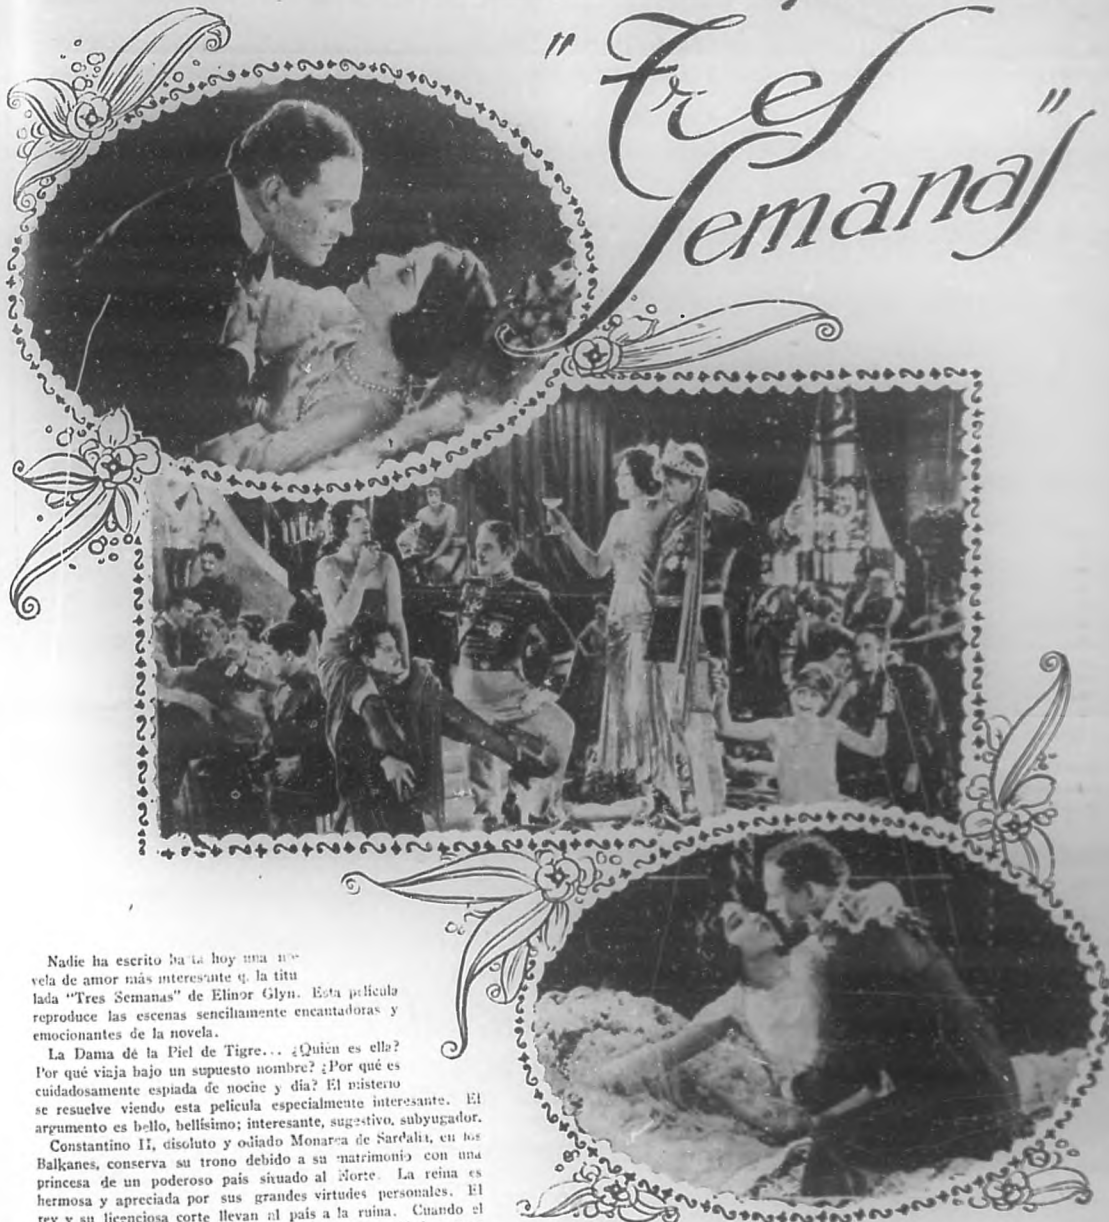 "Tres
Semanas"
Nadie ha escrito hasta hoy una no-
vela de amor más interesante q. la titu
lada "Tres Semanas" de Elinor Glyn. Esta película
reproduce las escenas sencillamente encantadoras y
emocionantes de la novela.
La Dama de la Piel de Tigre... ¿Quién es ella?
Por qué viaja bajo un supuesto nombre? ¿Por qué es
cuidadosamente espiada de noche y dia? El misterio
se resuelve viendo esta pelicula especialmente interesante. El
argumento es bello, bellísimo; interesante, sugestivo, subyugador.
Constantino II, disoluto y odiado Monarca de Sardalia, en los
Balkanes, conserva su trono debido a su matrimonio con una
princesa de un poderoso país situado al Norte. La reina es
hermosa y apreciada por sus grandes virtudes personales. El
rey y su licenciosa corte llevan al país a la ruina. Cuando el